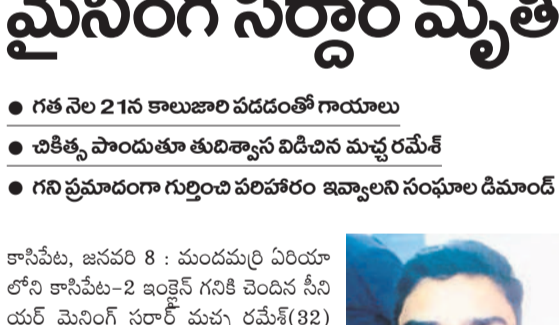 మైనింగ్ సర్దార్ మృతి
● గత నెల 21న కాలుజారి పడడంతో గాయాలు
● చికిత్స పొందుతూ తుదిశ్వాస విడిచిన మచ్చ రమేశ్
● గని ప్రమాదంగా గుర్తించి పరిహారం ఇవ్వాలని సంఘాల డిమాండ్
కాసిపేట, జనవరి 8 : మందమర్రి ఏరియా
లోని కాసిపేట-2 ఇంక్లైన్ గనికి చెందిన సీని
యర్ మైనింగ్ సర్దార్ మచ్చ రమేశ్(32)